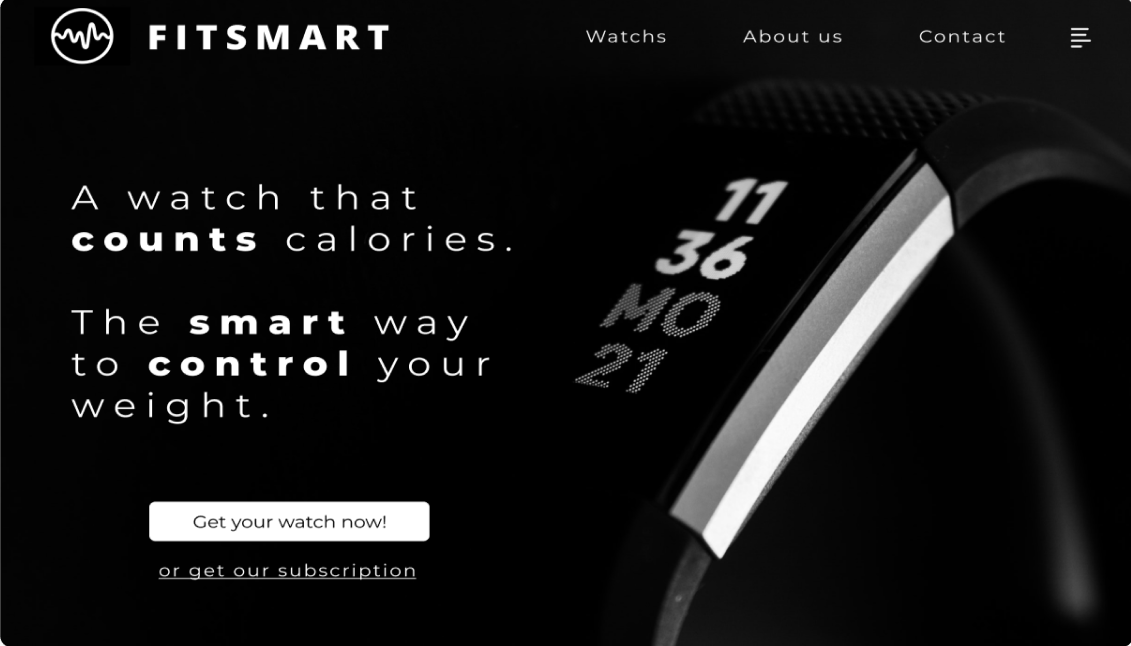 FITSMART
Watchs
About us
Contact
A watch that
counts calories.
The smart way
to control your
weight.
Get your watch now!
or get our subscription
11
36
MO
21